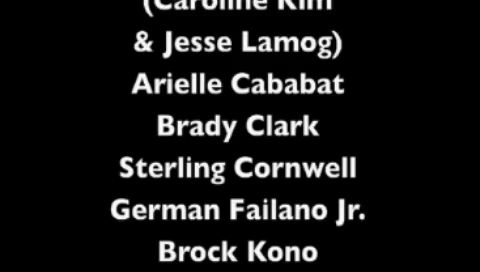 (Caroline Kim
& Jesse Lamog)
Arielle Cababat
Brady Clark
Sterling Cornwell
German Failano Jr.
Brock Kono